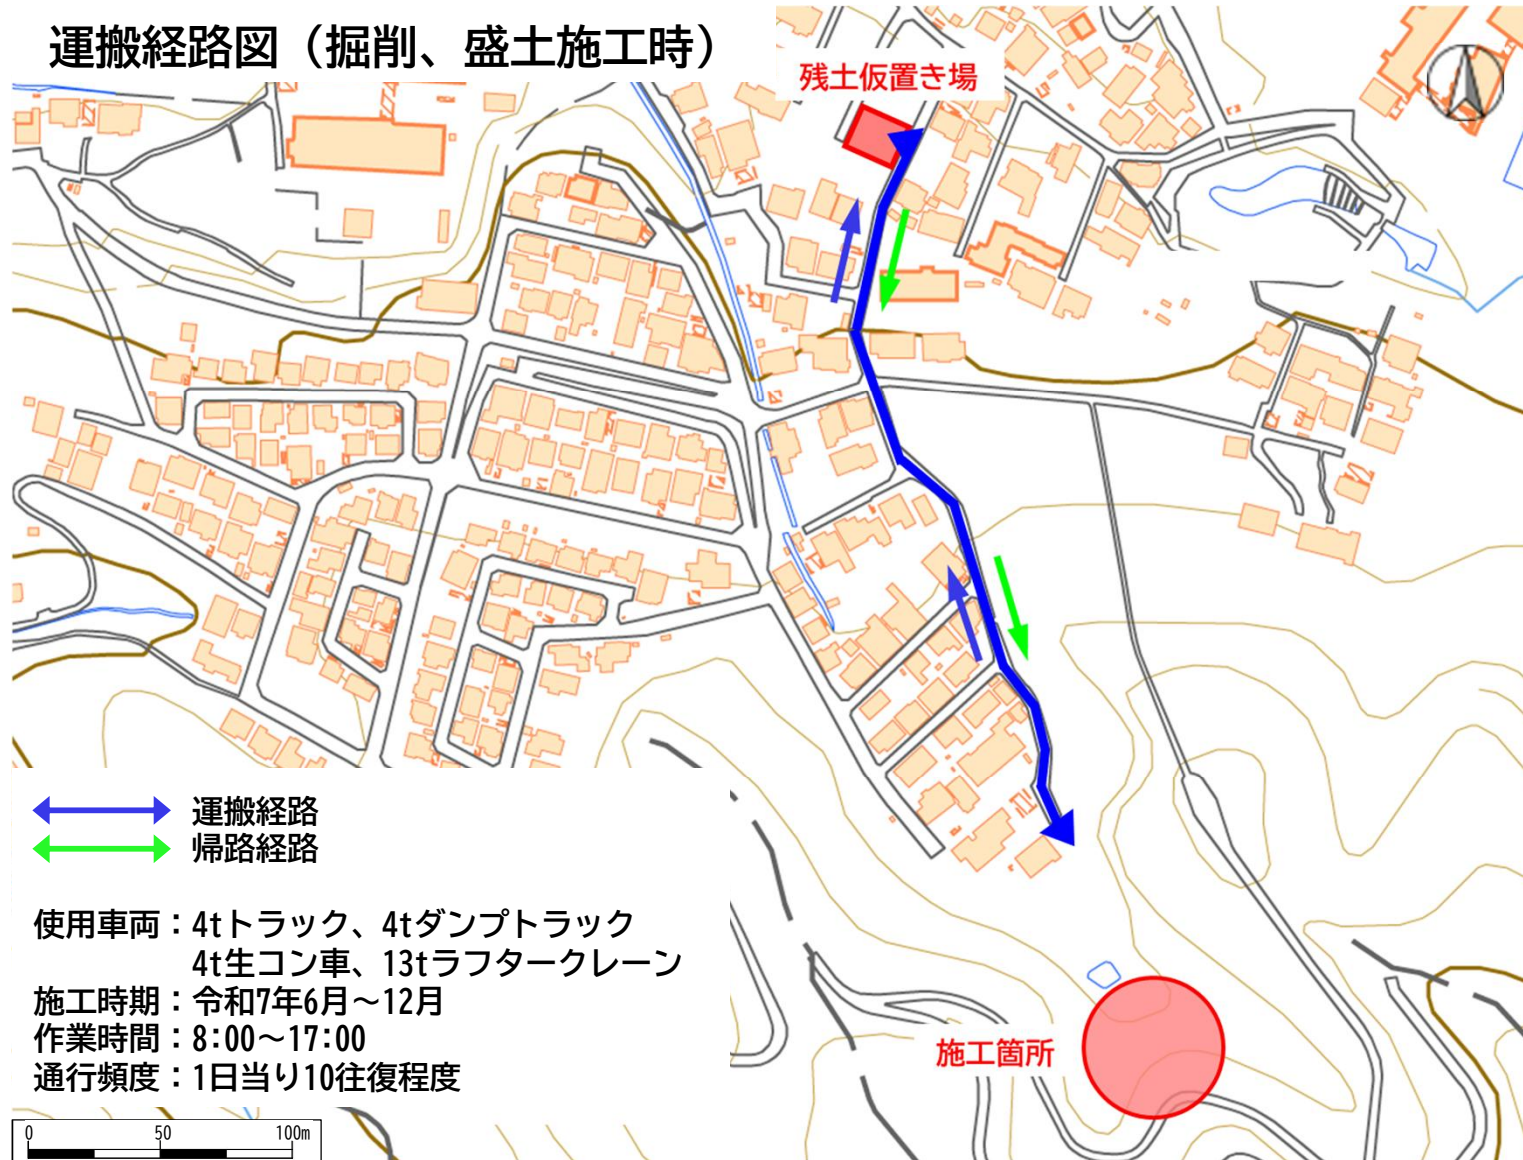 運搬経路図（掘削、盛土施工時）
残土仮置き場
運搬経路
帰路経路
使用車両：4tトラック、4tダンプトラック
4t生コン車、13tラフタークレーン
施工時期：令和7年6月～12月
作業時間：8:00～17:00
通行頻度：1日当り10往復程度
施工箇所
0 50 100m